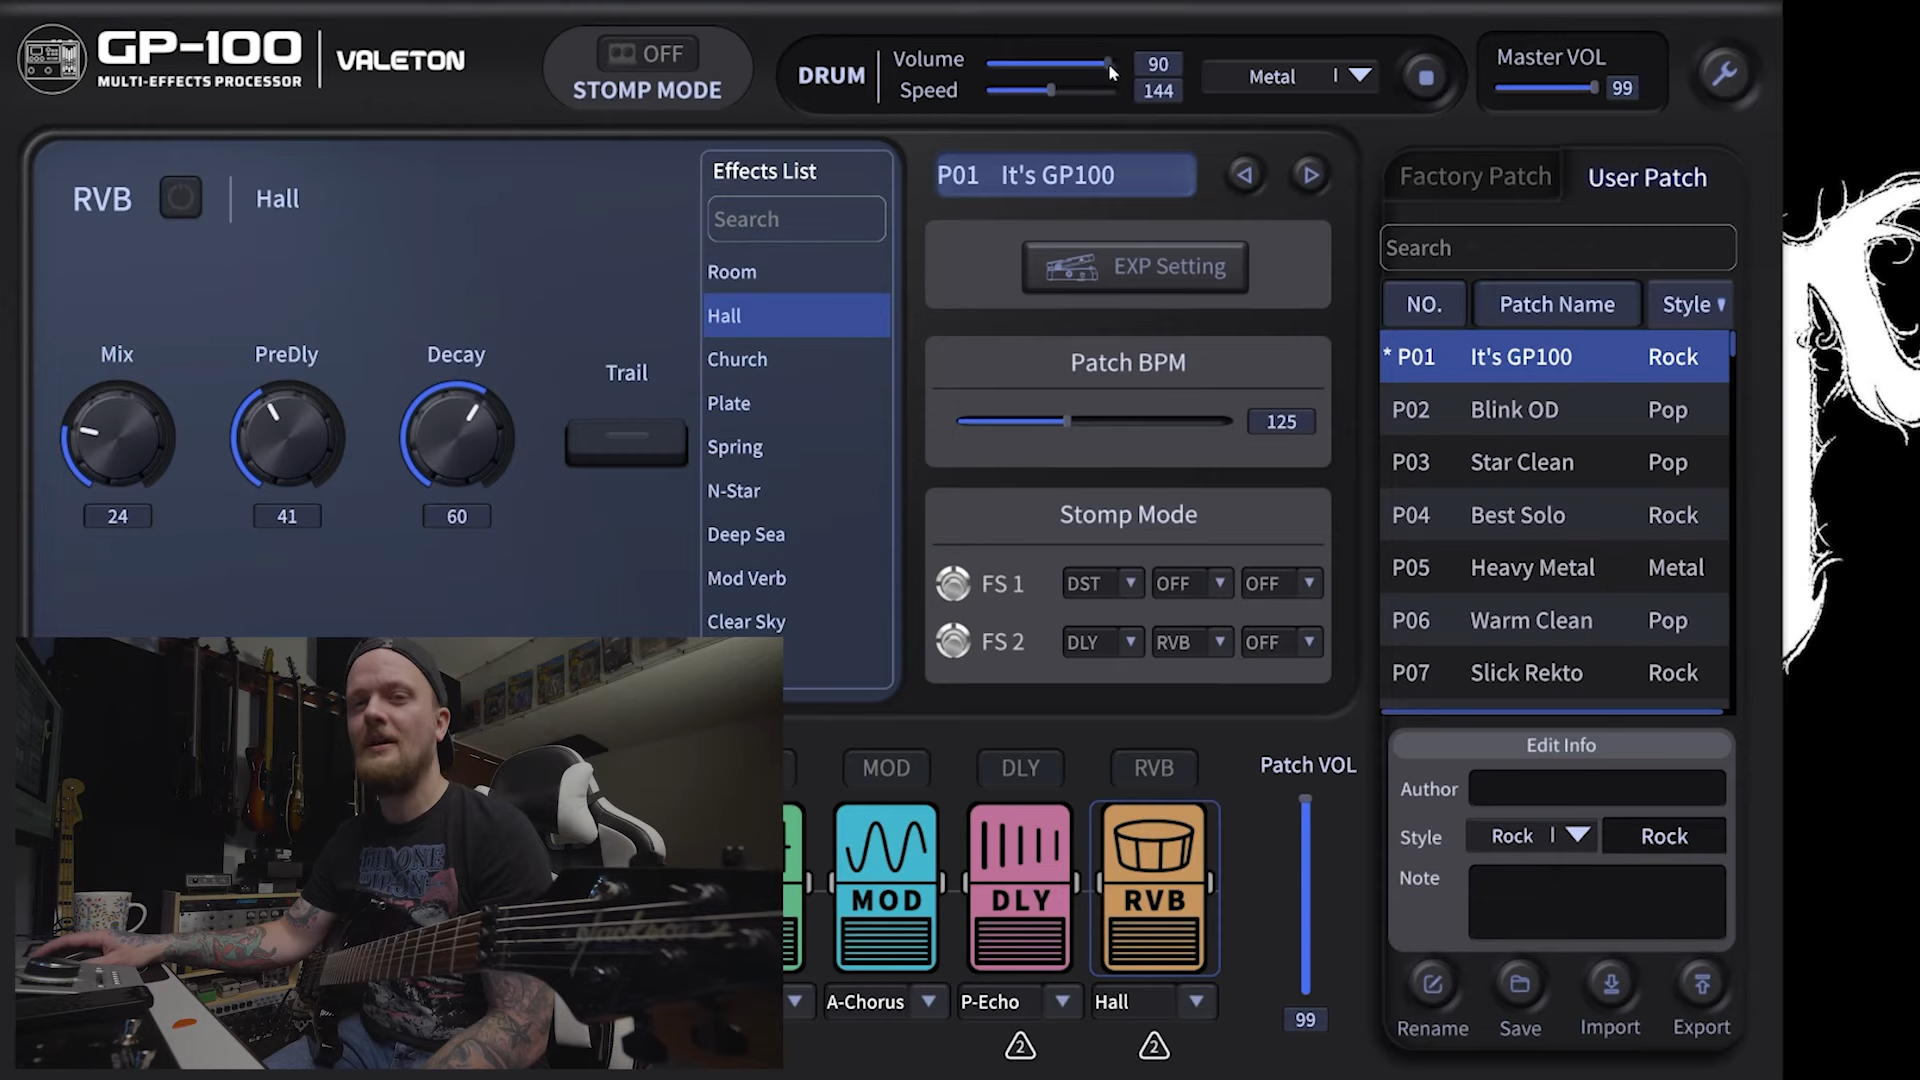 GP-100
MULTI-EFFECTS PROCESSOR
VALETON
OFF
STOMP MODE
DRUM
Volume 90
Speed 144
Metal
Master VOL
99
RVB Hall
Mix PreDly Decay Trail
24 41 60
Effects List
Search
Room
Hall
Church
Plate
Spring
N-Star
Deep Sea
Mod Verb
Clear Sky
P01 It's GP100
EXP Setting
Patch BPM
125
Stomp Mode
FS 1 DST OFF OFF
FS 2 DLY RVB OFF
Factory Patch User Patch
Search
NO. Patch Name Style
* P01 It's GP100 Rock
P02 Blink OD Pop
P03 Star Clean Pop
P04 Best Solo Rock
P05 Heavy Metal Metal
P06 Warm Clean Pop
P07 Slick Rekto Rock
Edit Info
Author
Style Rock Rock
Note
Rename Save Import Export
MOD DLY RVB
MOD DLY RVB
A-Chorus P-Echo Hall
2 2
Patch VOL
99
Jackson